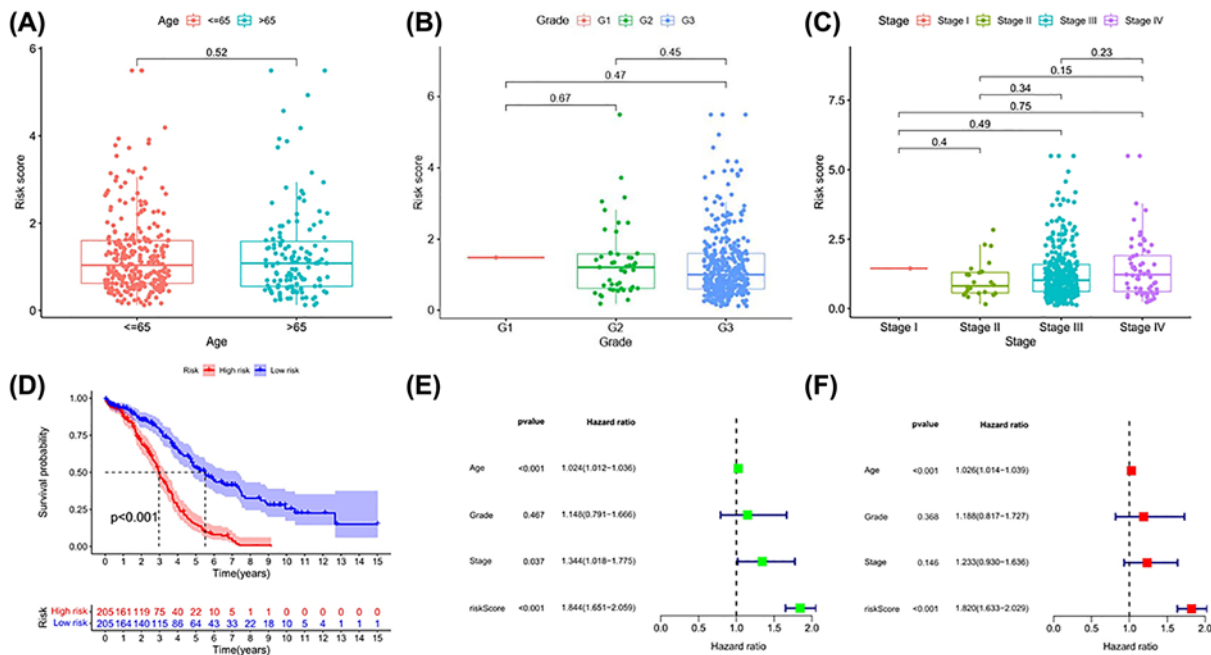 (A)
Age <=65 >65
0.52
6
4
2
0
Risk score
<=65 >65
Age
(B)
Grade G1 G2 G3
0.45
0.47
0.67
6
4
2
0
Risk score
G1 G2 G3
Grade
(C)
Stage Stage I Stage II Stage III Stage IV
0.23
0.15
0.34
0.75
0.49
0.4
7.5
5.0
2.5
0.0
Risk score
Stage I Stage II Stage III Stage IV
Stage
(D)
Risk High risk Low risk
1.00
0.75
0.50
0.25
0.00
Survival probability
p<0.001
0 1 2 3 4 5 6 7 8 9 10 11 12 13 14 15
Time(years)
Risk
High risk 205 161 119 75 40 22 10 5 1 1 0 0 0 0 0 0
Low risk 205 164 140 115 86 64 43 33 22 18 10 5 4 1 1 1
0 1 2 3 4 5 6 7 8 9 10 11 12 13 14 15
Time(years)
(E)
pvalue Hazard ratio
Age <0.001 1.024(1.012−1.036)
Grade 0.467 1.148(0.791−1.666)
Stage 0.037 1.344(1.018−1.775)
riskScore <0.001 1.844(1.651−2.059)
0.0 0.5 1.0 1.5 2.0
Hazard ratio
(F)
pvalue Hazard ratio
Age <0.001 1.026(1.014−1.039)
Grade 0.368 1.188(0.817−1.727)
Stage 0.146 1.233(0.930−1.636)
riskScore <0.001 1.820(1.633−2.029)
0.0 0.5 1.0 1.5 2.0
Hazard ratio